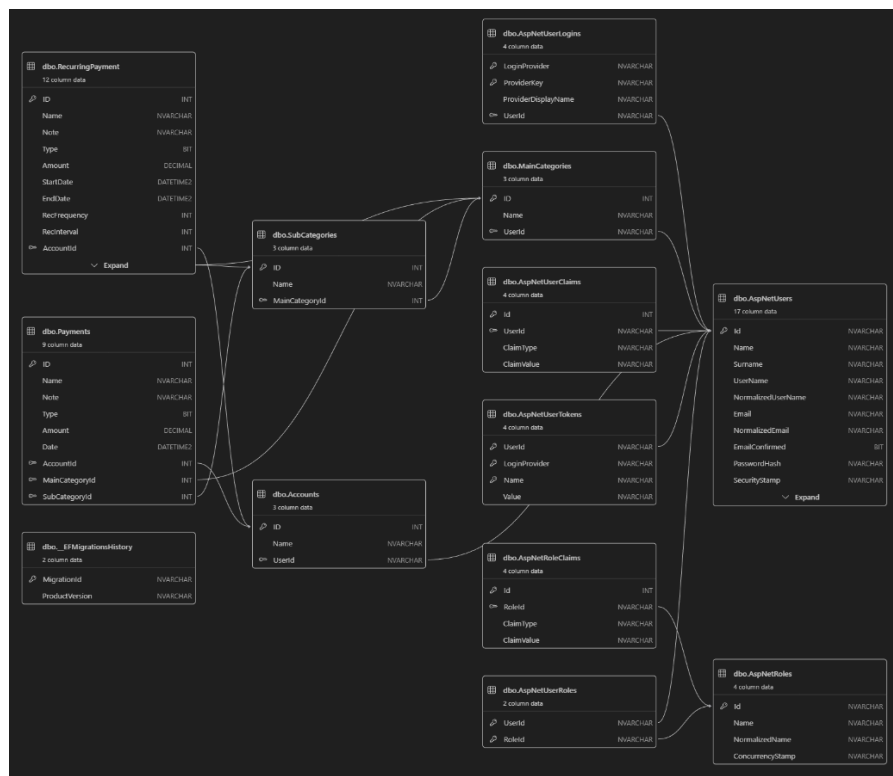 dbo.RecurringPayment
12 column data
ID INT
Name NVARCHAR
Note NVARCHAR
Type BIT
Amount DECIMAL
StartDate DATETIME2
EndDate DATETIME2
RecFrequency INT
RecInterval INT
AccountId INT
Expand
dbo.Payments
9 column data
ID INT
Name NVARCHAR
Note NVARCHAR
Type BIT
Amount DECIMAL
Date DATETIME2
AccountId INT
MainCategoryId INT
SubCategoryId INT
dbo.__EFMigrationsHistory
2 column data
MigrationId NVARCHAR
ProductVersion NVARCHAR
dbo.SubCategories
3 column data
ID INT
Name NVARCHAR
MainCategoryId INT
dbo.Accounts
3 column data
ID INT
Name NVARCHAR
UserId NVARCHAR
dbo.AspNetUserLogins
4 column data
LoginProvider NVARCHAR
ProviderKey NVARCHAR
ProviderDisplayName NVARCHAR
UserId NVARCHAR
dbo.MainCategories
3 column data
ID INT
Name NVARCHAR
UserId NVARCHAR
dbo.AspNetUserClaims
4 column data
Id INT
UserId NVARCHAR
ClaimType NVARCHAR
ClaimValue NVARCHAR
dbo.AspNetUserTokens
4 column data
UserId NVARCHAR
LoginProvider NVARCHAR
Name NVARCHAR
Value NVARCHAR
dbo.AspNetRoleClaims
4 column data
Id INT
RoleId NVARCHAR
ClaimType NVARCHAR
ClaimValue NVARCHAR
dbo.AspNetUserRoles
2 column data
UserId NVARCHAR
RoleId NVARCHAR
dbo.AspNetUsers
17 column data
Id NVARCHAR
Name NVARCHAR
Surname NVARCHAR
UserName NVARCHAR
NormalizedUserName NVARCHAR
Email NVARCHAR
NormalizedEmail NVARCHAR
EmailConfirmed BIT
PasswordHash NVARCHAR
SecurityStamp NVARCHAR
Expand
dbo.AspNetRoles
4 column data
Id NVARCHAR
Name NVARCHAR
NormalizedName NVARCHAR
ConcurrencyStamp NVARCHAR